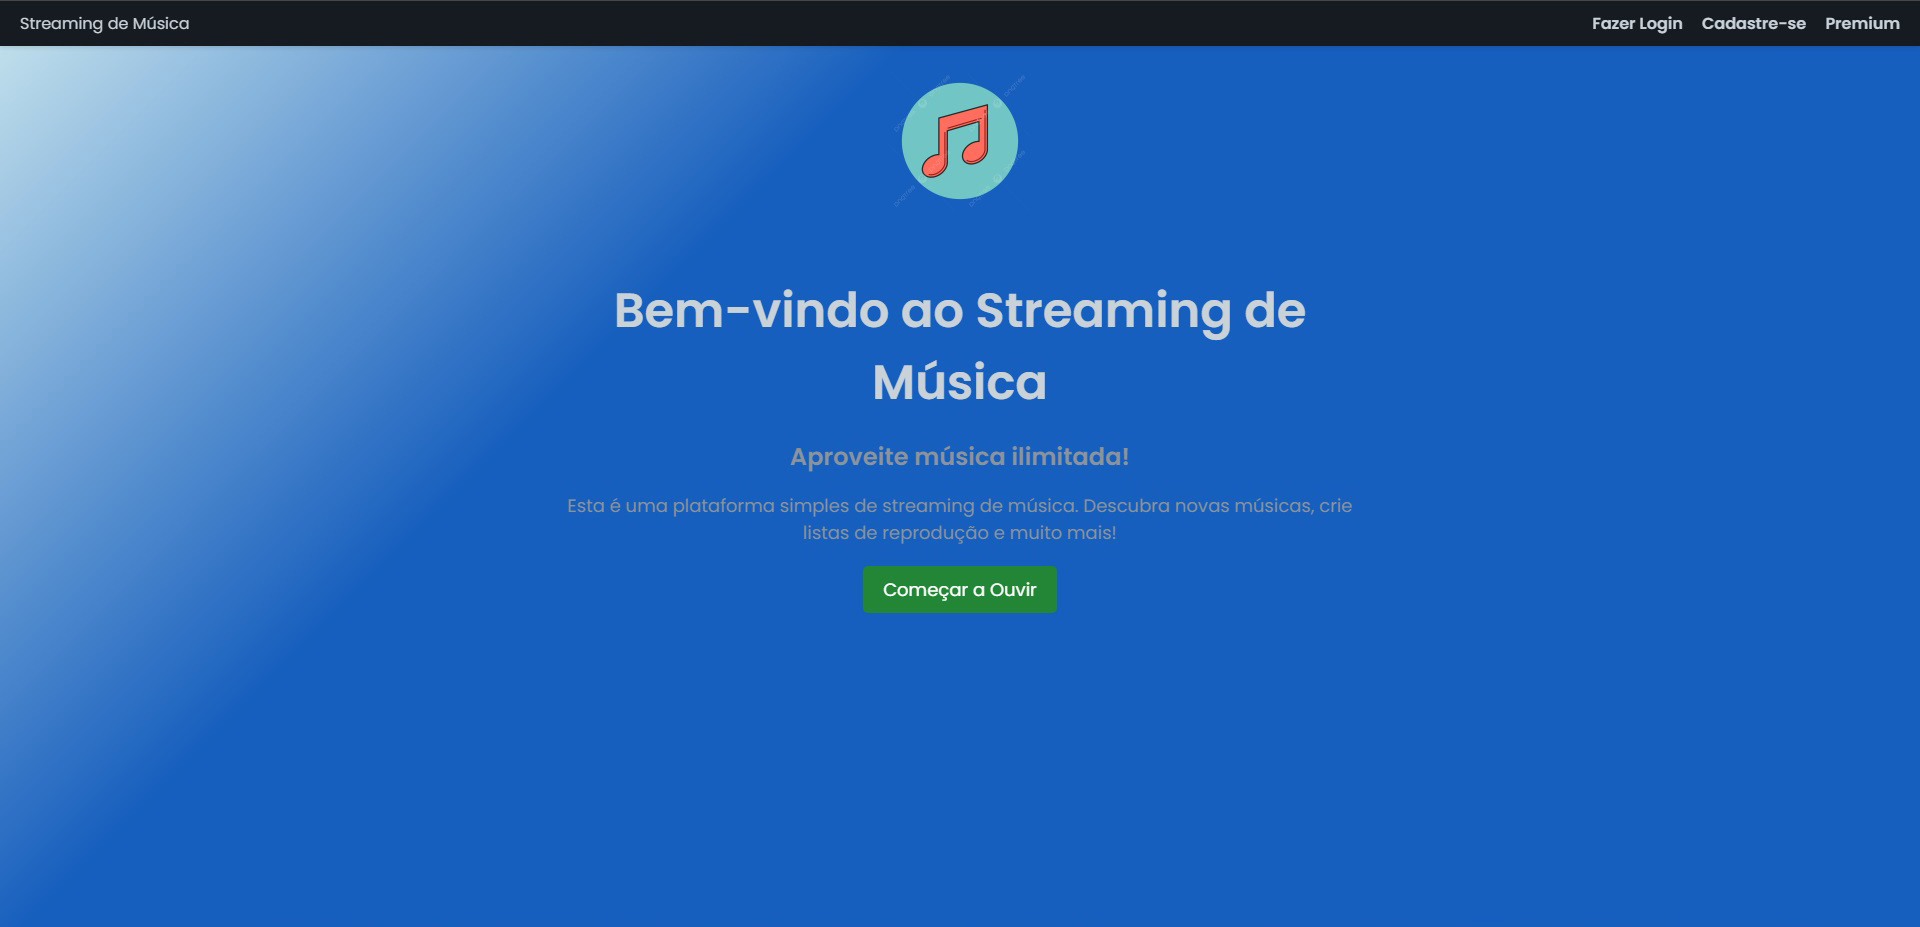 Streaming de Música
Fazer Login Cadastre-se Premium
Bem-vindo ao Streaming de
Música
Aproveite música ilimitada!
Esta é uma plataforma simples de streaming de música. Descubra novas músicas, crie
listas de reprodução e muito mais!
Começar a Ouvir